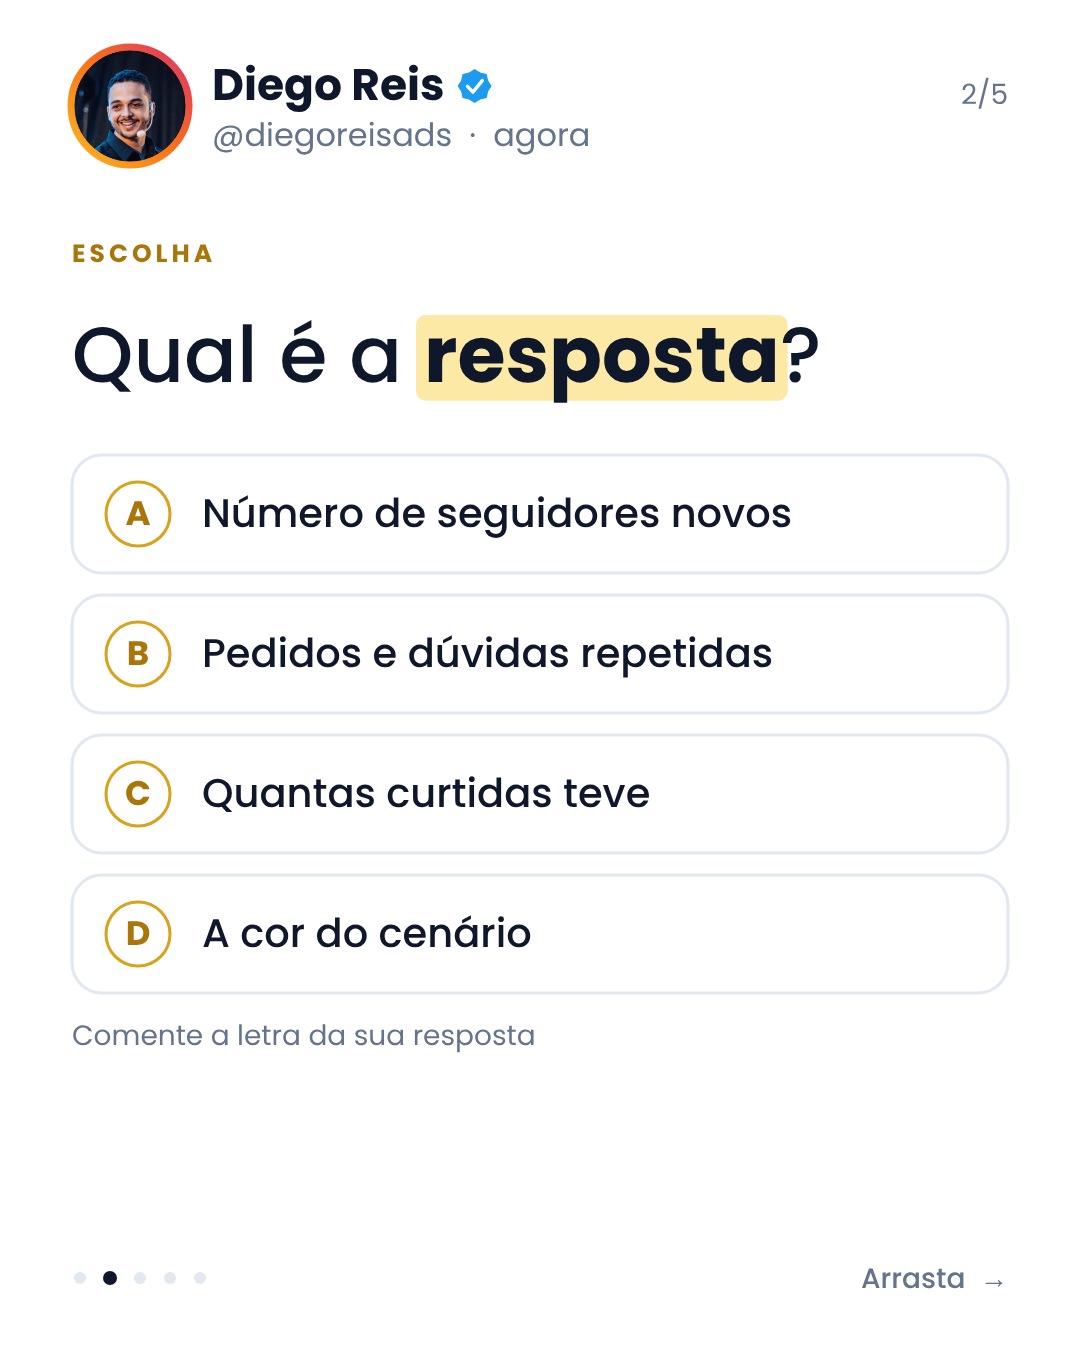 Diego Reis
@diegoreisads · agora
2/5
ESCOLHA
Qual é a resposta?
A Número de seguidores novos
B Pedidos e dúvidas repetidas
C Quantas curtidas teve
D A cor do cenário
Comente a letra da sua resposta
Arrasta →